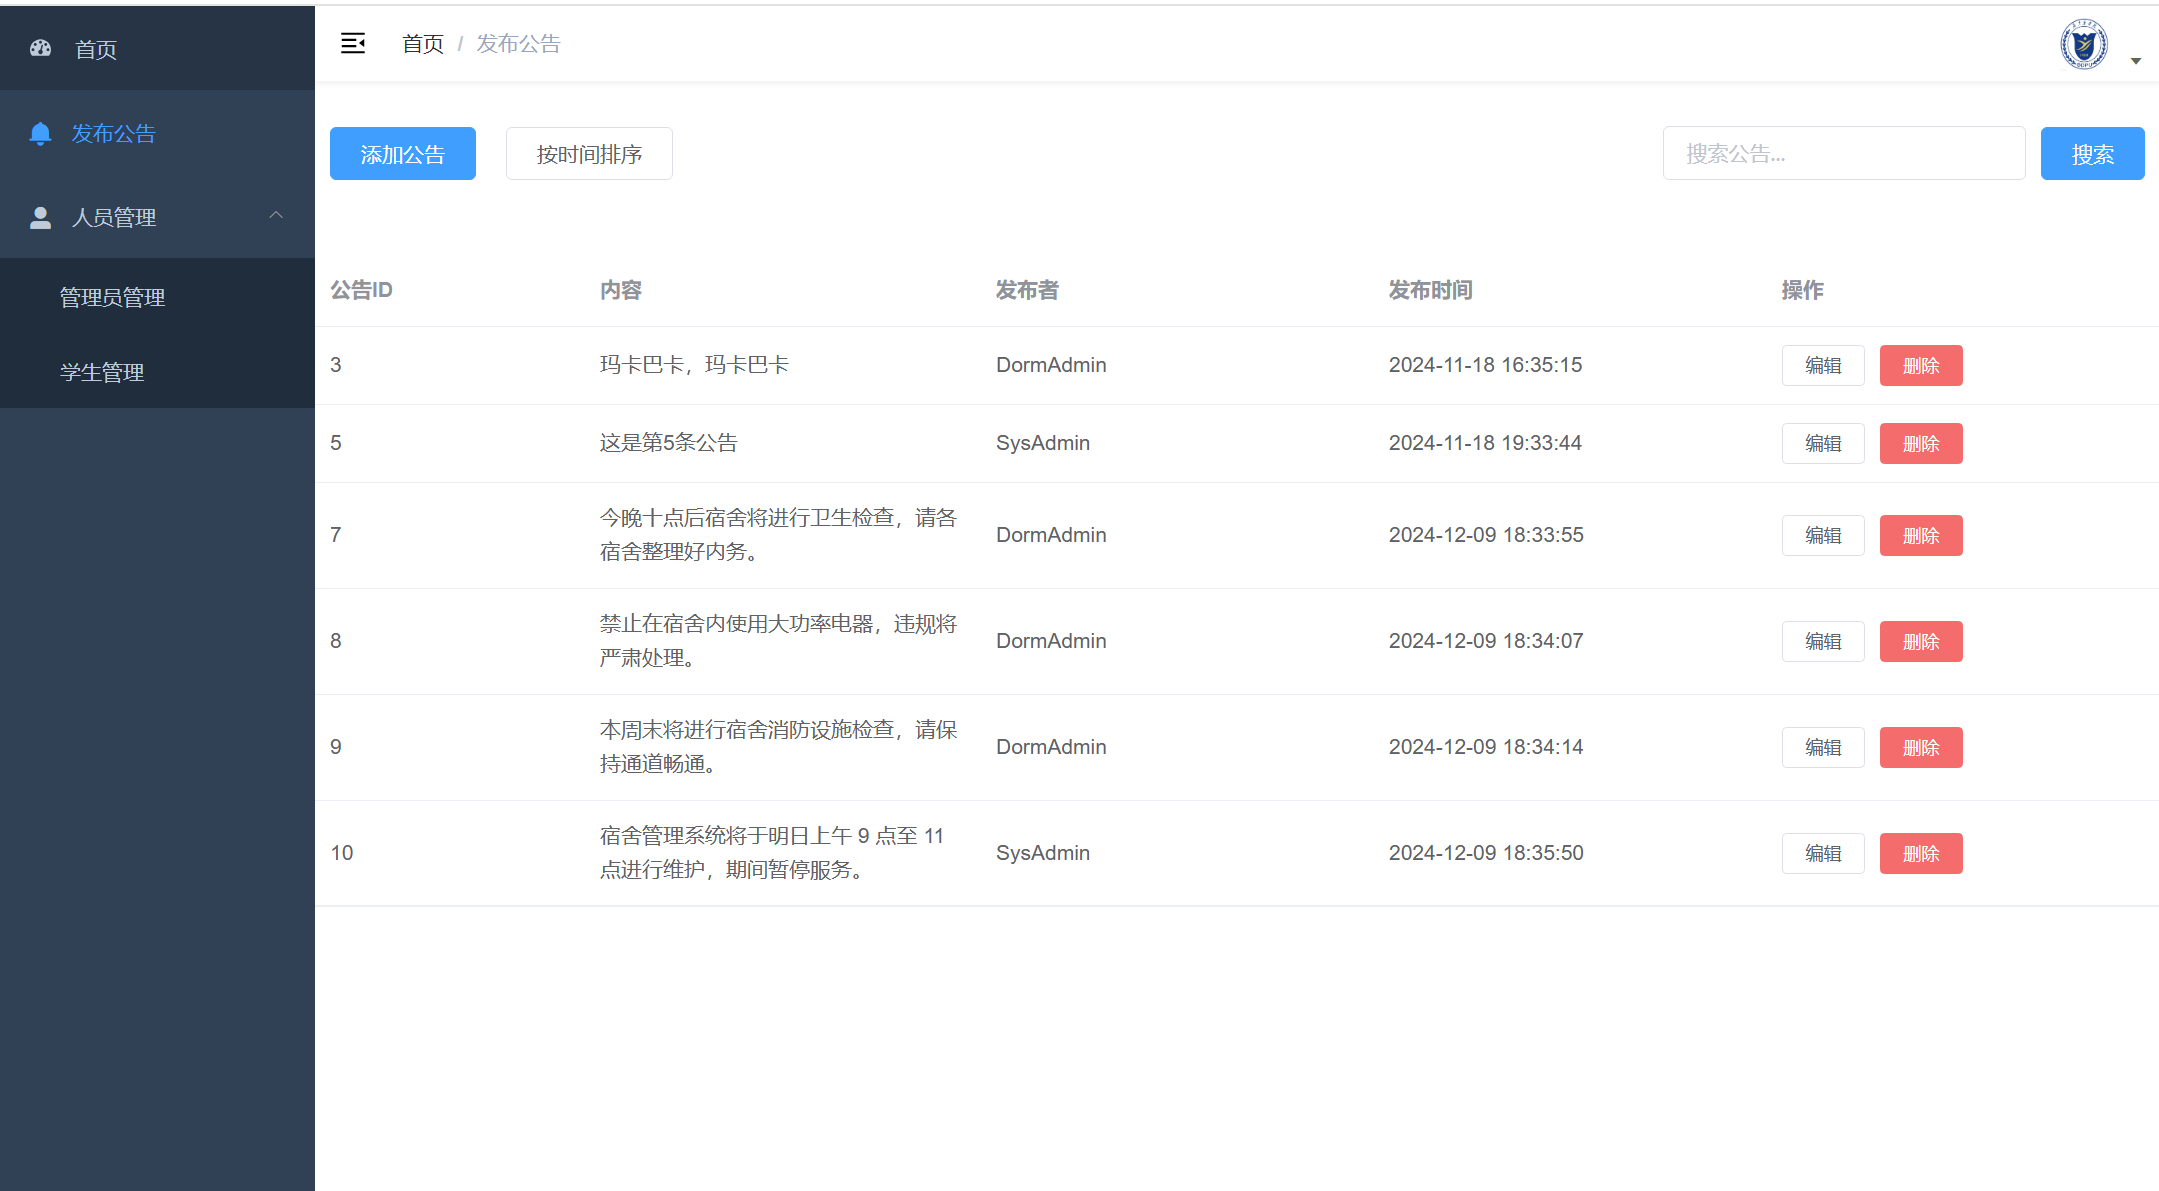 首页
发布公告
人员管理
管理员管理
学生管理
首页 / 发布公告
添加公告
按时间排序
搜索公告...
搜索
公告ID 内容 发布者 发布时间 操作
3 玛卡巴卡，玛卡巴卡 DormAdmin 2024-11-18 16:35:15 编辑 删除
5 这是第5条公告 SysAdmin 2024-11-18 19:33:44 编辑 删除
7 今晚十点后宿舍将进行卫生检查，请各
宿舍整理好内务。 DormAdmin 2024-12-09 18:33:55 编辑 删除
8 禁止在宿舍内使用大功率电器，违规将
严肃处理。 DormAdmin 2024-12-09 18:34:07 编辑 删除
9 本周末将进行宿舍消防设施检查，请保
持通道畅通。 DormAdmin 2024-12-09 18:34:14 编辑 删除
10 宿舍管理系统将于明日上午 9 点至 11
点进行维护，期间暂停服务。 SysAdmin 2024-12-09 18:35:50 编辑 删除